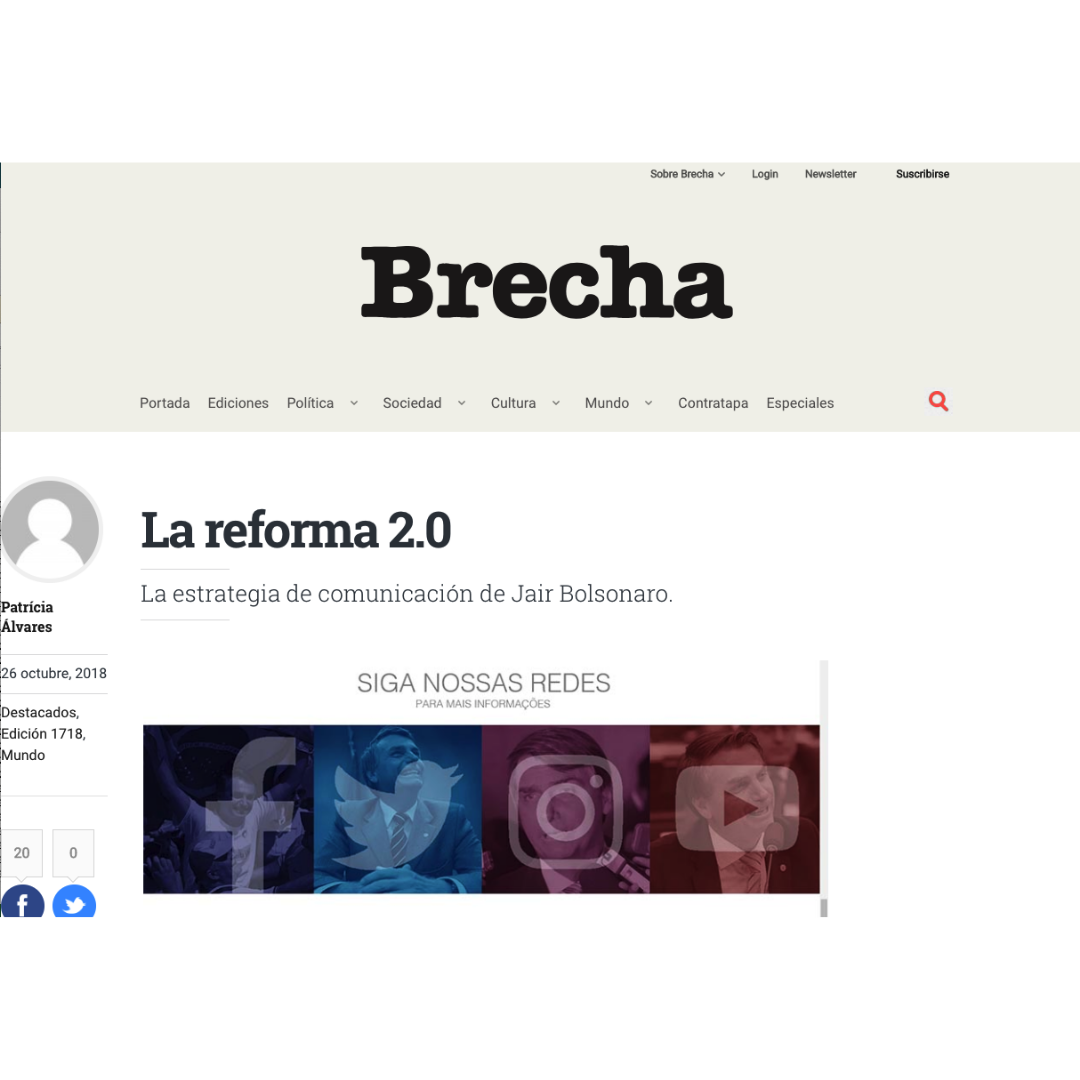 Sobre Brecha Login Newsletter Suscribirse
Brecha
Portada Ediciones Política Sociedad Cultura Mundo Contratapa Especiales
La reforma 2.0
La estrategia de comunicación de Jair Bolsonaro.
Patrícia
Álvares
26 octubre, 2018
Destacados,
Edición 1718,
Mundo
20 0
SIGA NOSSAS REDES
PARA MAIS INFORMAÇÕES